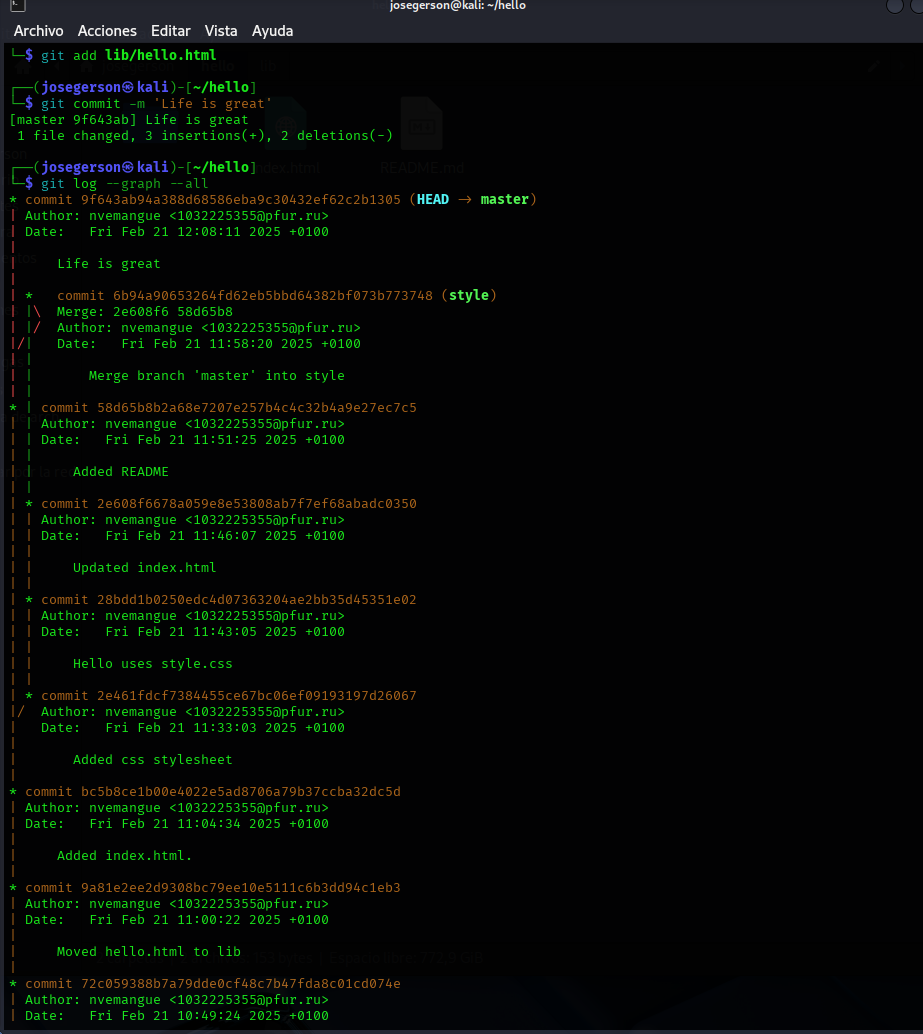 josegerson@kali: ~/hello
Archivo Acciones Editar Vista Ayuda
└─$ git add lib/hello.html
┌──(josegerson㉿kali)-[~/hello]
└─$ git commit -m 'Life is great'
[master 9f643ab] Life is great
 1 file changed, 3 insertions(+), 2 deletions(-)
┌──(josegerson㉿kali)-[~/hello]
└─$ git log --graph --all
* commit 9f643ab94a388d68586eba9c30432ef62c2b1305 (HEAD → master)
| Author: nvemangue <1032225355@pfur.ru>
| Date:   Fri Feb 21 12:08:11 2025 +0100
|
|     Life is great
|
| *   commit 6b94a90653264fd62eb5bbd64382bf073b773748 (style)
| |\  Merge: 2e608f6 58d65b8
| |/  Author: nvemangue <1032225355@pfur.ru>
|/|   Date:   Fri Feb 21 11:58:20 2025 +0100
| |
| |       Merge branch 'master' into style
| |
* | commit 58d65b8b2a68e7207e257b4c4c32b4a9e27ec7c5
| | Author: nvemangue <1032225355@pfur.ru>
| | Date:   Fri Feb 21 11:51:25 2025 +0100
| |
| |     Added README
| |
| * commit 2e608f6678a059e8e53808ab7f7ef68abadc0350
| | Author: nvemangue <1032225355@pfur.ru>
| | Date:   Fri Feb 21 11:46:07 2025 +0100
| |
| |     Updated index.html
| |
| * commit 28bdd1b0250edc4d07363204ae2bb35d45351e02
| | Author: nvemangue <1032225355@pfur.ru>
| | Date:   Fri Feb 21 11:43:05 2025 +0100
| |
| |     Hello uses style.css
| |
| * commit 2e461fdcf7384455ce67bc06ef09193197d26067
|/  Author: nvemangue <1032225355@pfur.ru>
|   Date:   Fri Feb 21 11:33:03 2025 +0100
|
|       Added css stylesheet
|
* commit bc5b8ce1b00e4022e5ad8706a79b37ccba32dc5d
| Author: nvemangue <1032225355@pfur.ru>
| Date:   Fri Feb 21 11:04:34 2025 +0100
|
|     Added index.html.
|
* commit 9a81e2ee2d9308bc79ee10e5111c6b3dd94c1eb3
| Author: nvemangue <1032225355@pfur.ru>
| Date:   Fri Feb 21 11:00:22 2025 +0100
|
|     Moved hello.html to lib
|
* commit 72c059388b7a79dde0cf48c7b47fda8c01cd074e
| Author: nvemangue <1032225355@pfur.ru>
| Date:   Fri Feb 21 10:49:24 2025 +0100